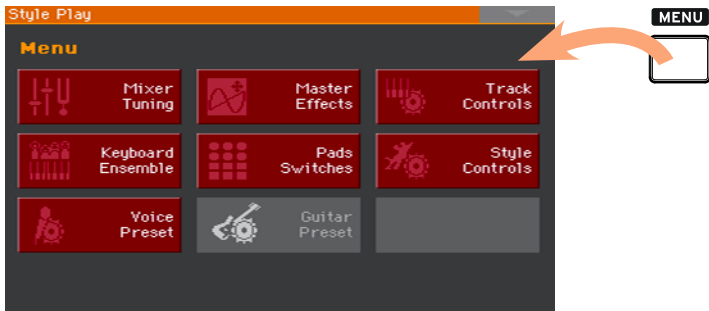 Style Play
MENU
Menu
Mixer
Tuning
Master
Effects
Track
Controls
Keyboard
Ensemble
Pads
Switches
Style
Controls
Voice
Preset
Guitar
Preset